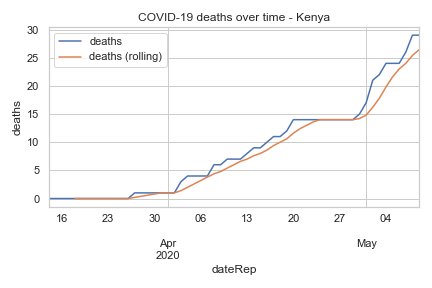 COVID-19 deaths over time - Kenya
deaths
deaths (rolling)
30
25
20
15
10
5
0
deaths
16 23 30 06 13 20 27 04
Apr May
2020
dateRep